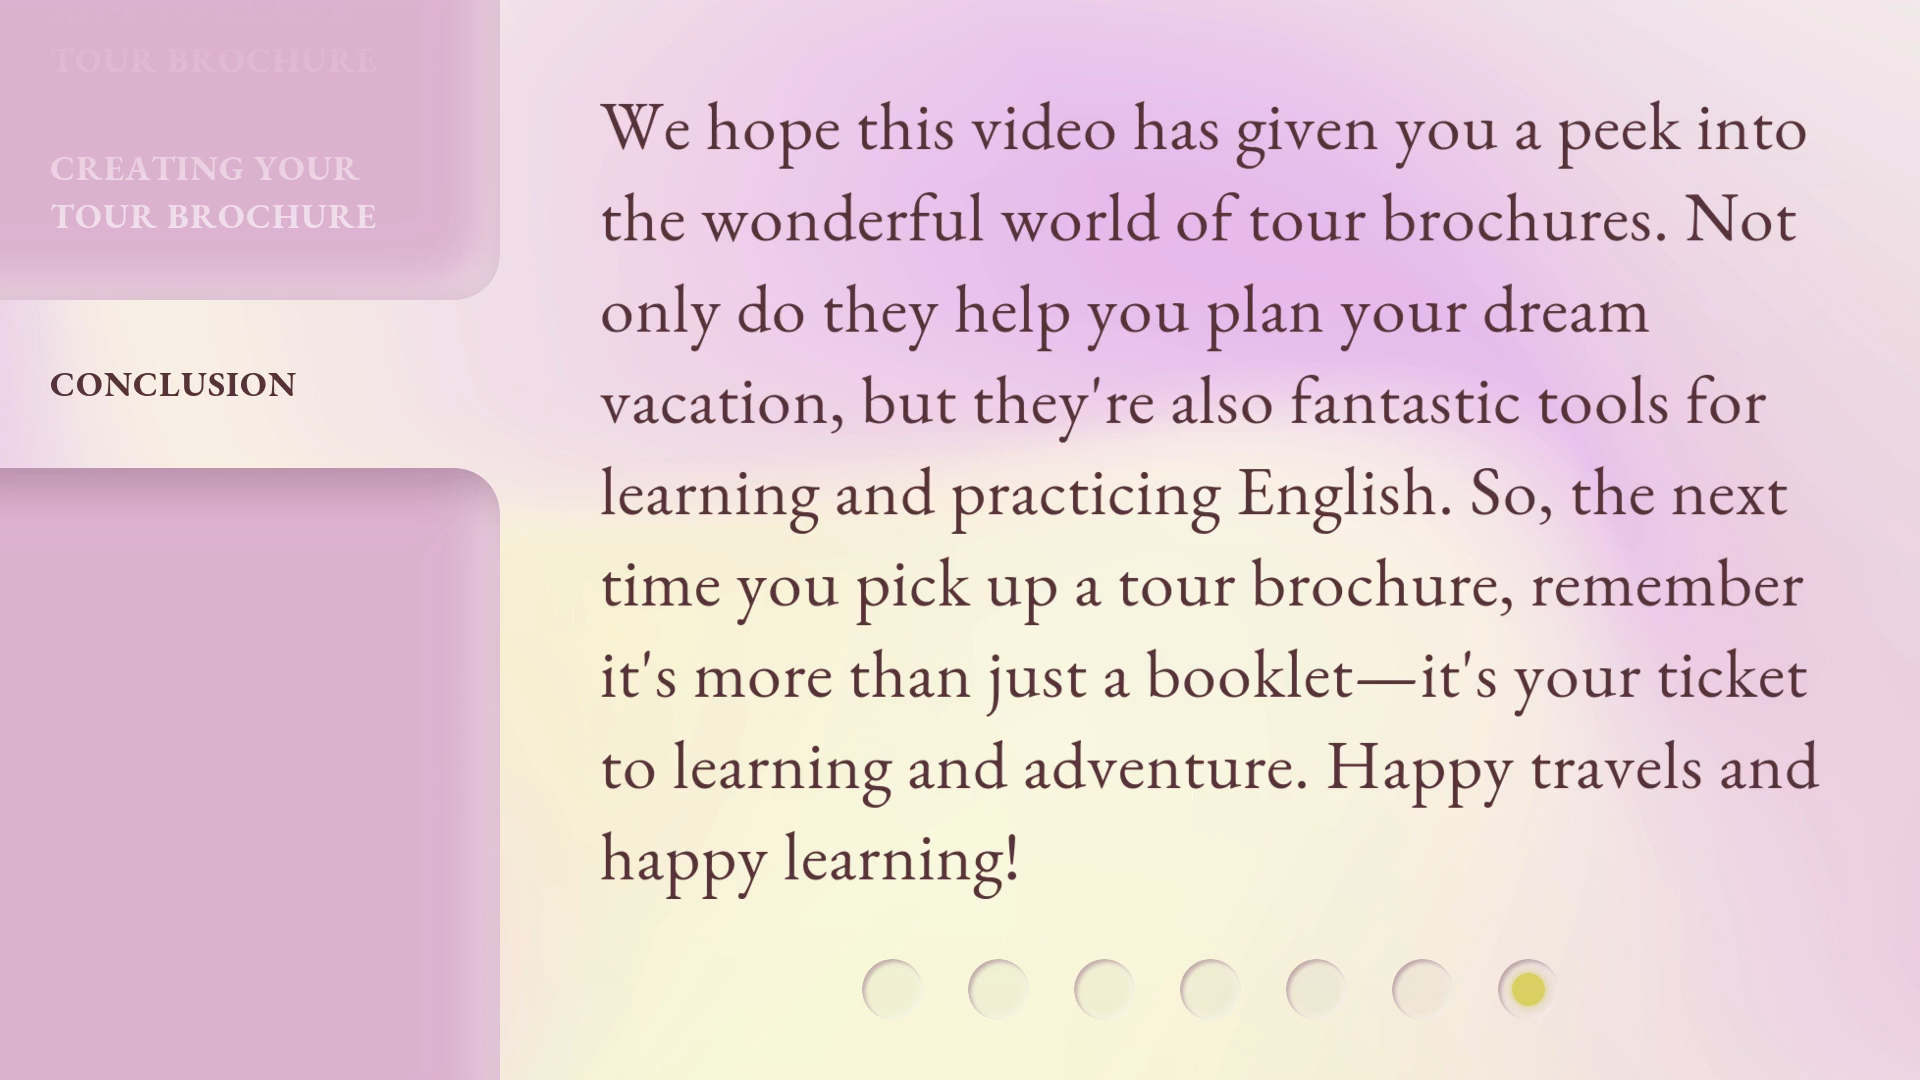 TOUR BROCHURE
CREATING YOUR
TOUR BROCHURE
CONCLUSION
We hope this video has given you a peek into
the wonderful world of tour brochures. Not
only do they help you plan your dream
vacation, but they're also fantastic tools for
learning and practicing English. So, the next
time you pick up a tour brochure, remember
it's more than just a booklet—it's your ticket
to learning and adventure. Happy travels and
happy learning!